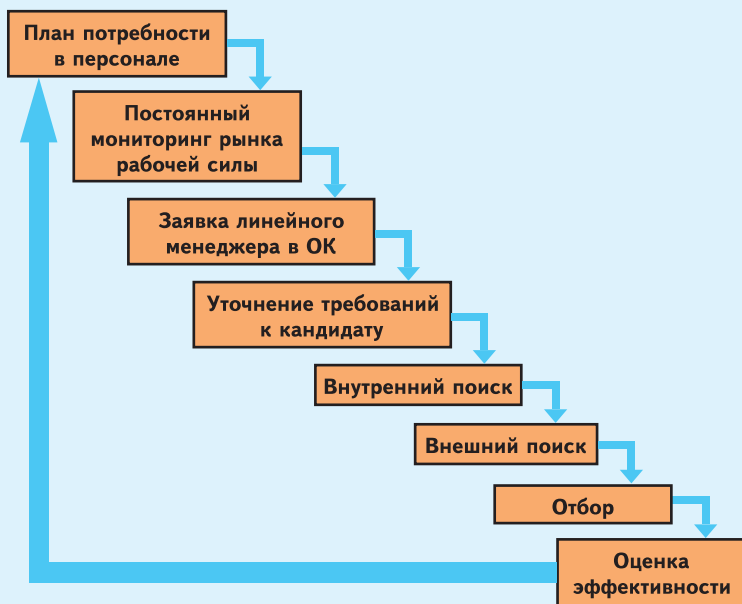 План потребности
в персонале
Постоянный
мониторинг рынка
рабочей силы
Заявка линейного
менеджера в ОК
Уточнение требований
к кандидату
Внутренний поиск
Внешний поиск
Отбор
Оценка
эффективности